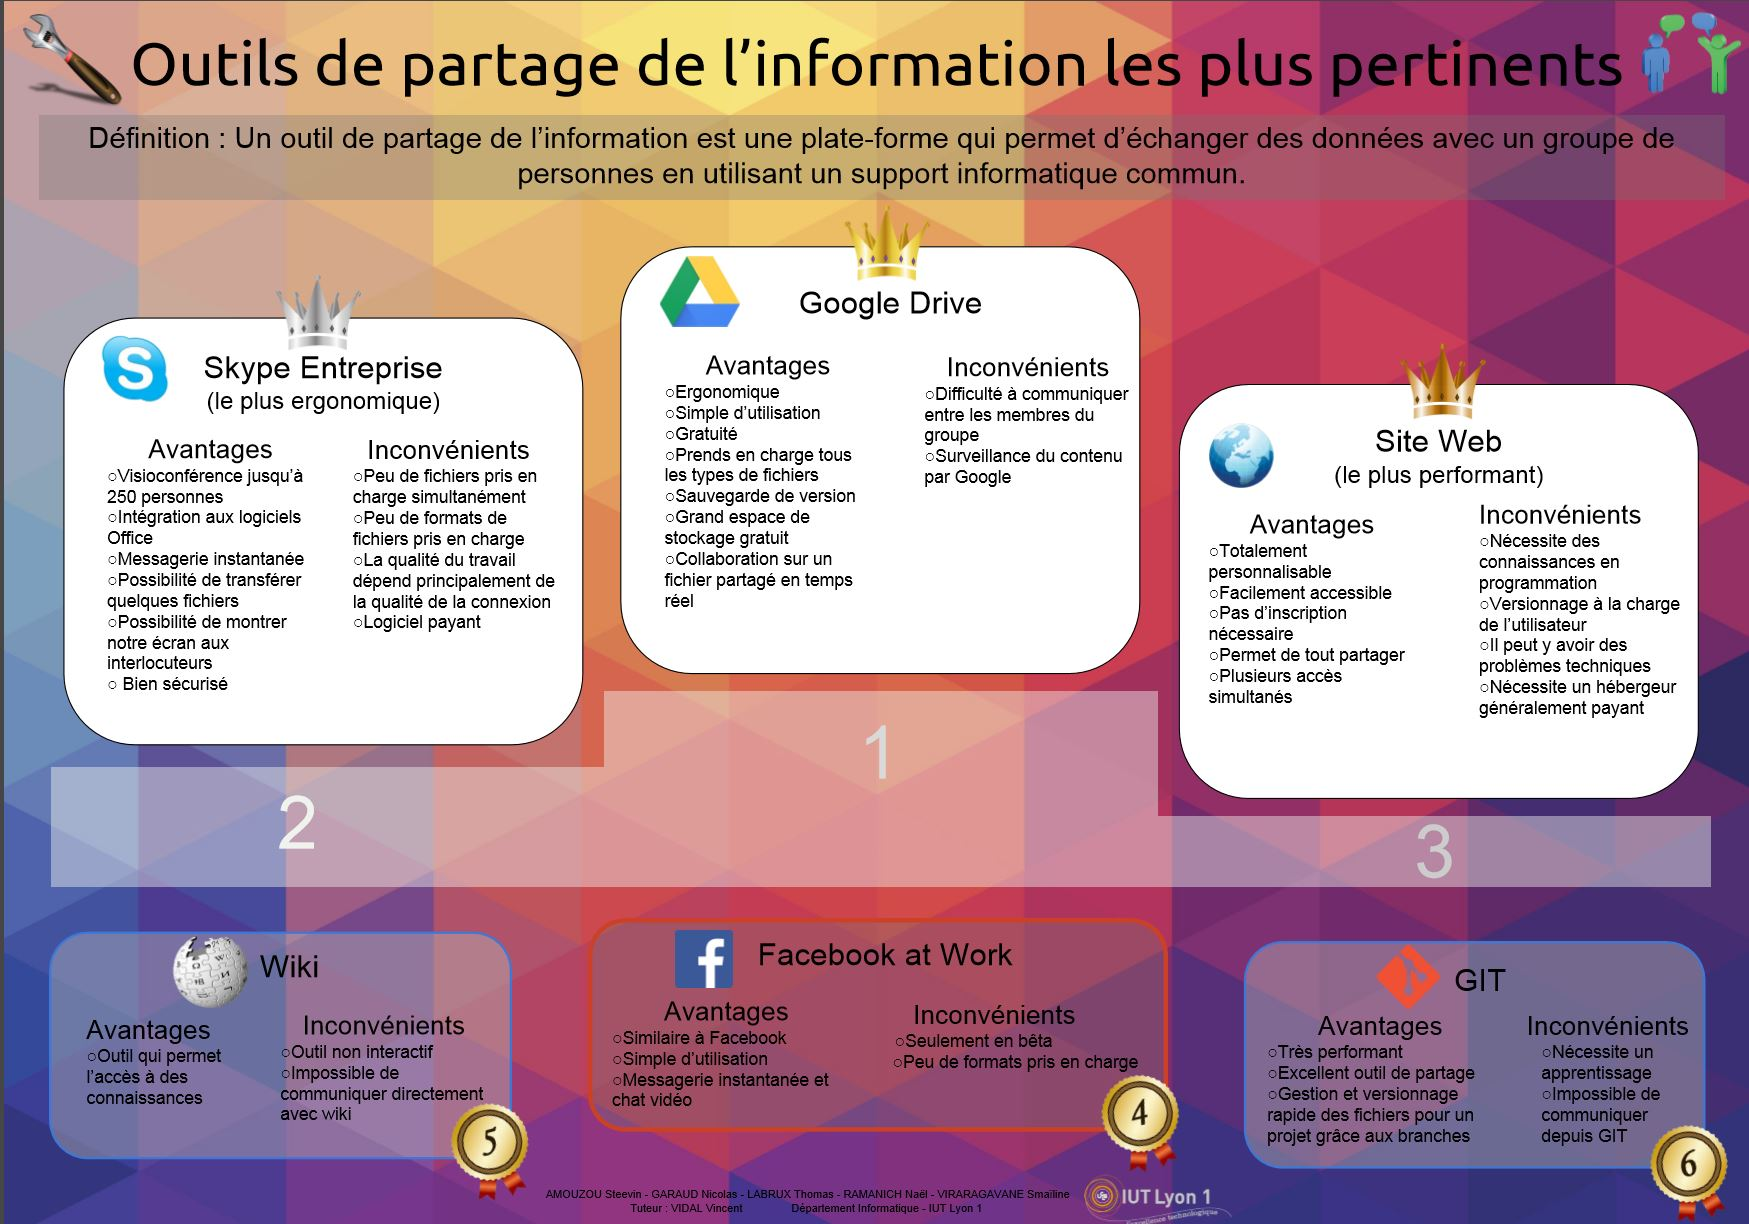 Outils de partage de l’information les plus pertinents
Définition : Un outil de partage de l’information est une plate-forme qui permet d’échanger des données avec un groupe de
personnes en utilisant un support informatique commun.
Google Drive
Avantages
○Ergonomique
○Simple d’utilisation
○Gratuité
○Prends en charge tous
les types de fichiers
○Sauvegarde de version
○Grand espace de
stockage gratuit
○Collaboration sur un
fichier partagé en temps
réel
Inconvénients
○Difficulté à communiquer
entre les membres du
groupe
○Surveillance du contenu
par Google
1
Skype Entreprise
(le plus ergonomique)
Avantages
○Visioconférence jusqu’à
250 personnes
○Intégration aux logiciels
Office
○Messagerie instantanée
○Possibilité de transférer
quelques fichiers
○Possibilité de montrer
notre écran aux
interlocuteurs
○ Bien sécurisé
Inconvénients
○Peu de fichiers pris en
charge simultanément
○Peu de formats de
fichiers pris en charge
○La qualité du travail
dépend principalement de
la qualité de la connexion
○Logiciel payant
2
Site Web
(le plus performant)
Avantages
○Totalement
personnalisable
○Facilement accessible
○Pas d’inscription
nécessaire
○Permet de tout partager
○Plusieurs accès
simultanés
Inconvénients
○Nécessite des
connaissances en
programmation
○Versionnage à la charge
de l’utilisateur
○Il peut y avoir des
problèmes techniques
○Nécessite un hébergeur
généralement payant
3
Wiki
Avantages
○Outil qui permet
l’accès à des
connaissances
Inconvénients
○Outil non interactif
○Impossible de
communiquer directement
avec wiki
5
Facebook at Work
Avantages
○Similaire à Facebook
○Simple d’utilisation
○Messagerie instantanée et
chat vidéo
Inconvénients
○Seulement en bêta
○Peu de formats pris en charge
4
GIT
Avantages
○Très performant
○Excellent outil de partage
○Gestion et versionnage
rapide des fichiers pour un
projet grâce aux branches
Inconvénients
○Nécessite un
apprentissage
○Impossible de
communiquer
depuis GIT
6
AMOUZOU Steevin - GARAUD Nicolas - LABRUX Thomas - RAMANICH Naël - VIRARAGAVANE Smaïline
Tuteur : VIDAL Vincent Département Informatique - IUT Lyon 1
IUT Lyon 1
Excellence technologique